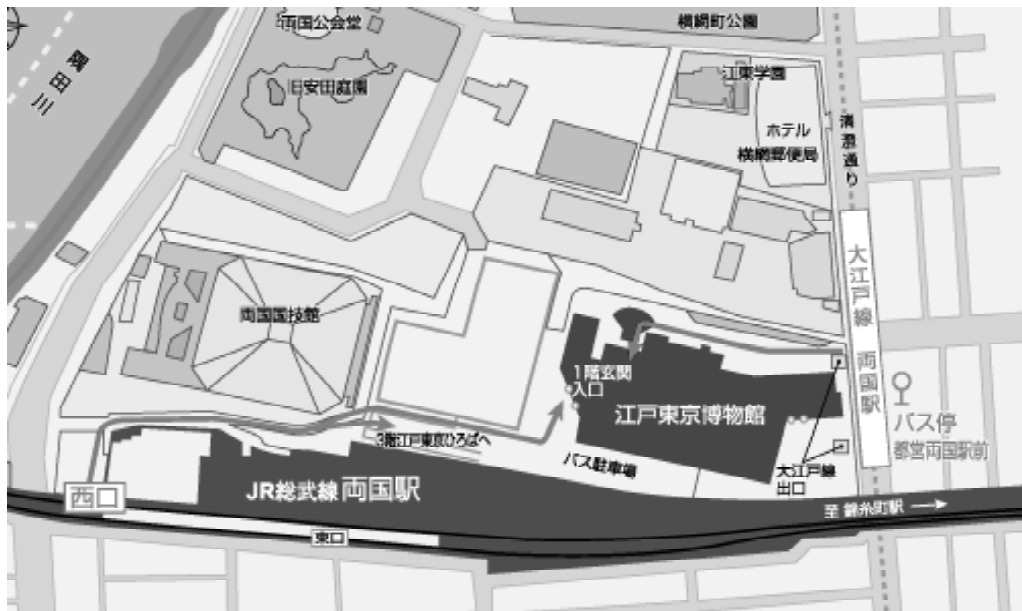 両国公会堂
横網町公園
隅田川
旧安田庭園
江東学園
ホテル
横網郵便局
清澄通り
大江戸線 両国駅
両国国技館
1階玄関
入口
江戸東京博物館
バス停
都営両国駅前
3階江戸東京ひろばへ
バス駐車場
大江戸線
出口
西口
JR総武線両国駅
至 錦糸町駅
東口